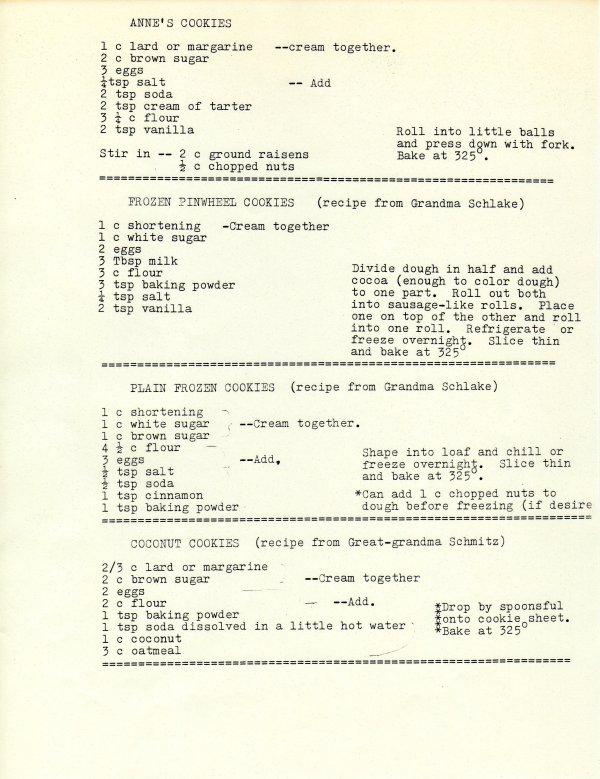 ANNE'S COOKIES
1 c lard or margarine --cream together.
2 c brown sugar
3 eggs
¼tsp salt -- Add
2 tsp soda
2 tsp cream of tarter
3 ¼ c flour
2 tsp vanilla
Roll into little balls
and press down with fork.
Bake at 325°.
Stir in -- 2 c ground raisens
½ c chopped nuts
FROZEN PINWHEEL COOKIES (recipe from Grandma Schlake)
1 c shortening -Cream together
1 c white sugar
2 eggs
3 Tbsp milk
3 c flour
3 tsp baking powder
¼ tsp salt
2 tsp vanilla
Divide dough in half and add
cocoa (enough to color dough)
to one part. Roll out both
into sausage-like rolls. Place
one on top of the other and roll
into one roll. Refrigerate or
freeze overnight. Slice thin
and bake at 325°
PLAIN FROZEN COOKIES (recipe from Grandma Schlake)
1 c shortening
1 c white sugar --Cream together.
1 c brown sugar
4 ½ c flour
3 eggs --Add.
½ tsp salt
½ tsp soda
1 tsp cinnamon
1 tsp baking powder
Shape into loaf and chill or
freeze overnight. Slice thin
and bake at 325°.
*Can add 1 c chopped nuts to
dough before freezing (if desire
COCONUT COOKIES (recipe from Great-grandma Schmitz)
2/3 c lard or margarine
2 c brown sugar --Cream together
2 eggs
2 c flour --Add.
1 tsp baking powder
1 tsp soda dissolved in a little hot water
1 c coconut
3 c oatmeal
*Drop by spoonsful
*onto cookie sheet.
*Bake at 325°